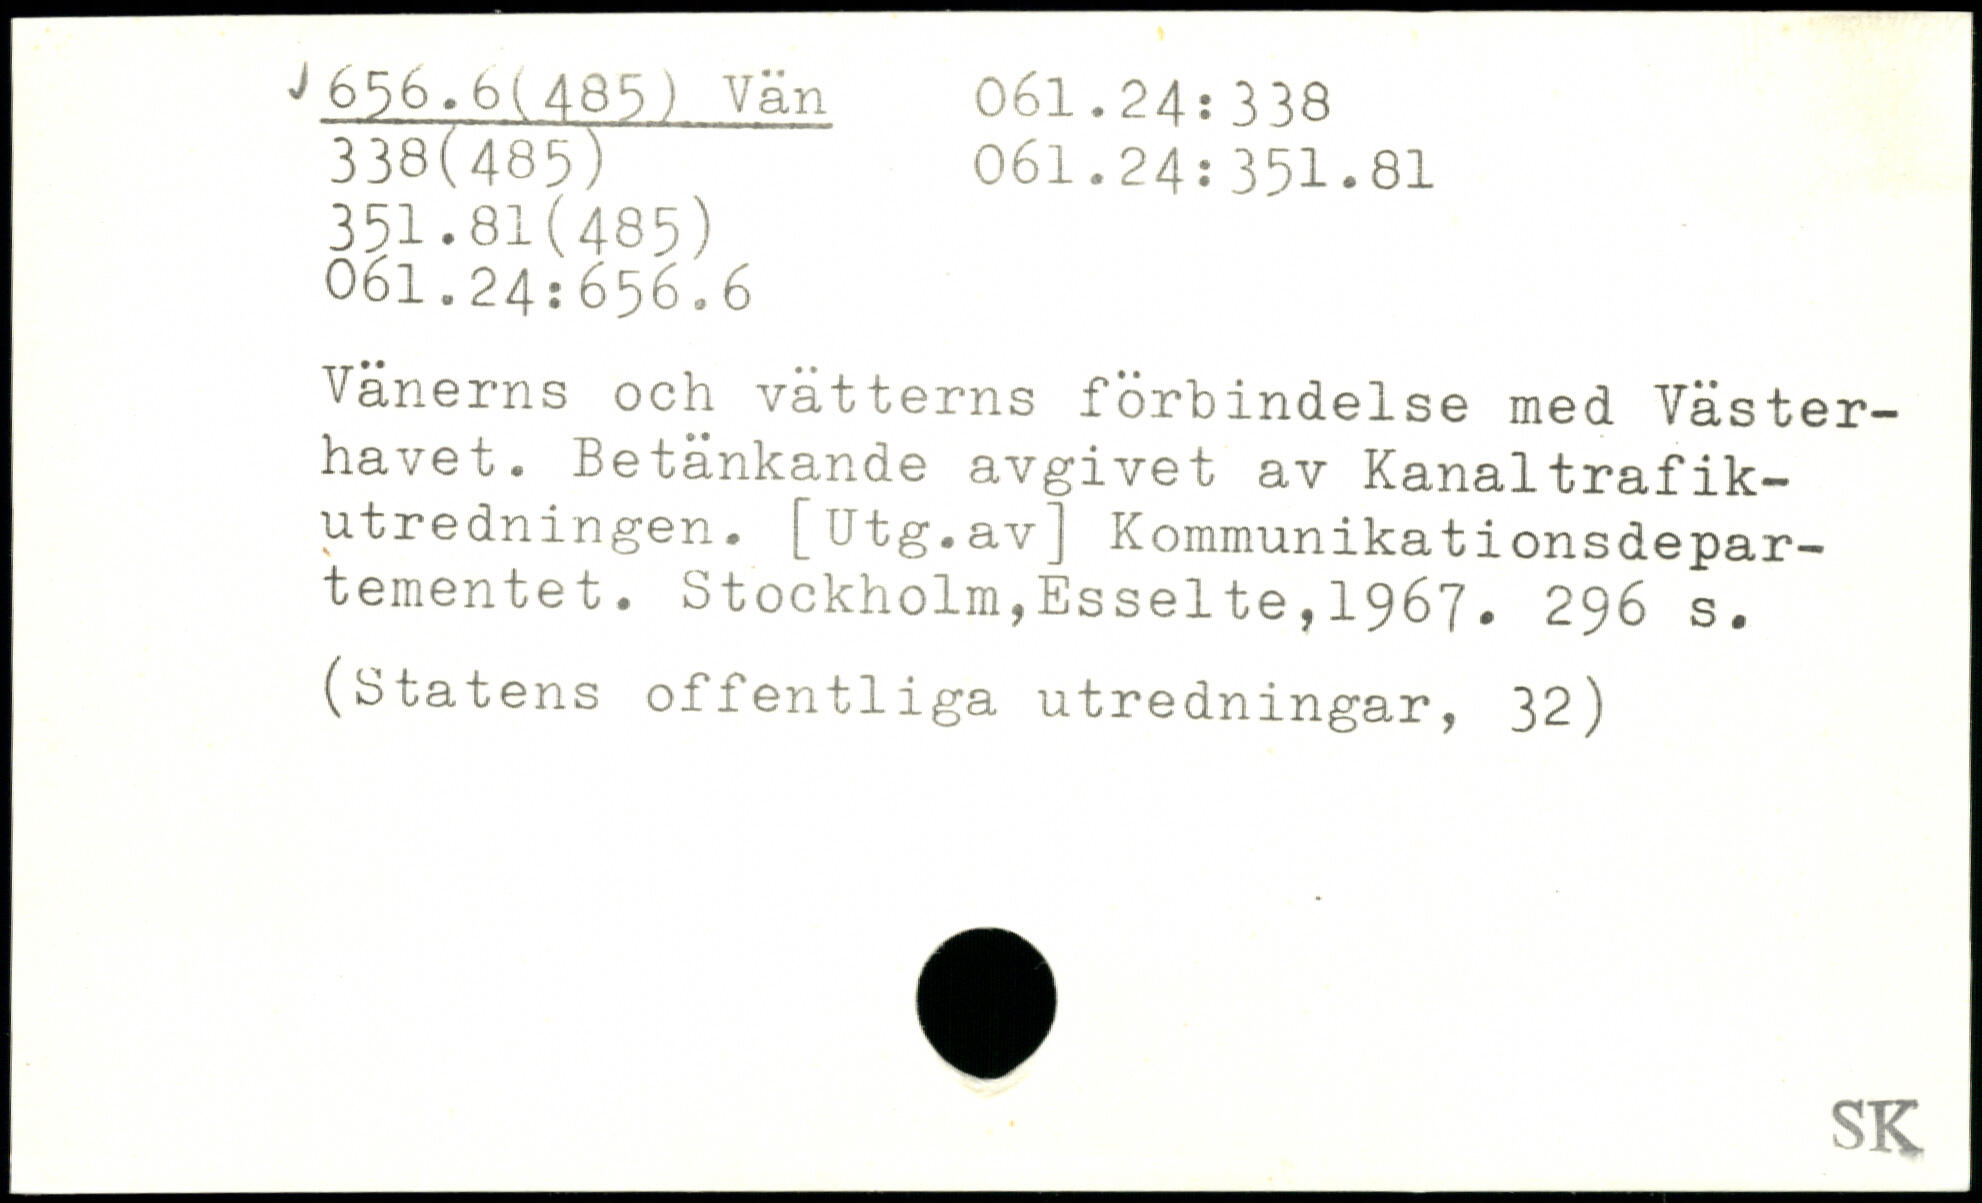 656.6(485) Vän
338(485)
351.81(485)
061.24:656.6
061.24:338
061.24:351.81
Vänerns och vätterns förbindelse med Väster-
havet. Betänkande avgivet av Kanaltrafik-
utredningen. [Utg.av] Kommunikationsdepar-
tementet. Stockholm,Esselte,1967. 296 s.
(Statens offentliga utredningar, 32)
SK